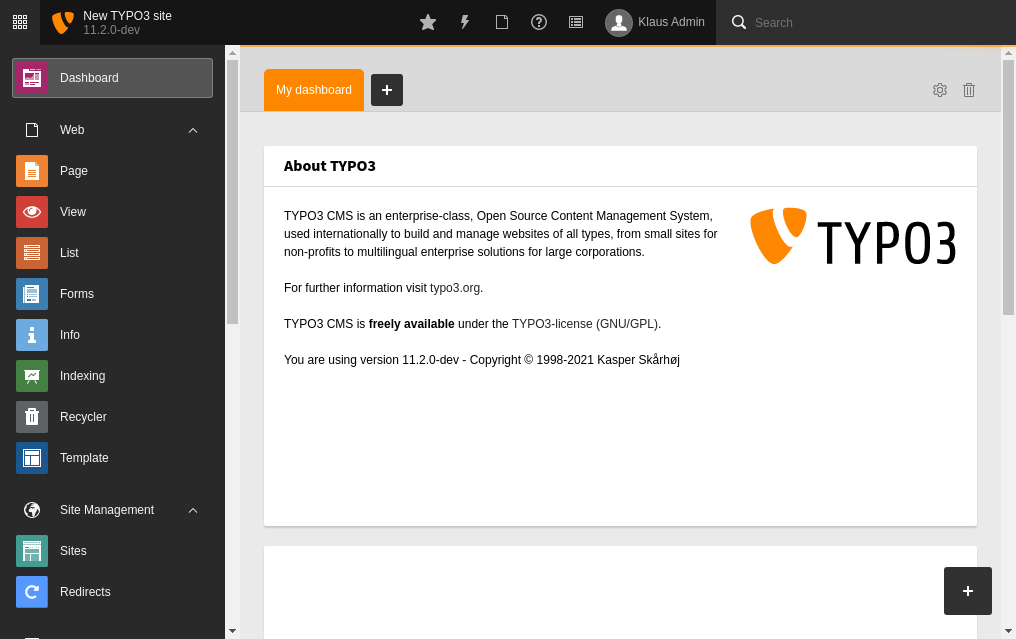 New TYPO3 site
11.2.0-dev
Klaus Admin
Search
Dashboard
Web
Page
View
List
Forms
Info
Indexing
Recycler
Template
Site Management
Sites
Redirects
My dashboard
About TYPO3
TYPO3 CMS is an enterprise-class, Open Source Content Management System,
used internationally to build and manage websites of all types, from small sites for
non-profits to multilingual enterprise solutions for large corporations.
TYPO3
For further information visit typo3.org.
TYPO3 CMS is freely available under the TYPO3-license (GNU/GPL).
You are using version 11.2.0-dev - Copyright © 1998-2021 Kasper Skårhøj